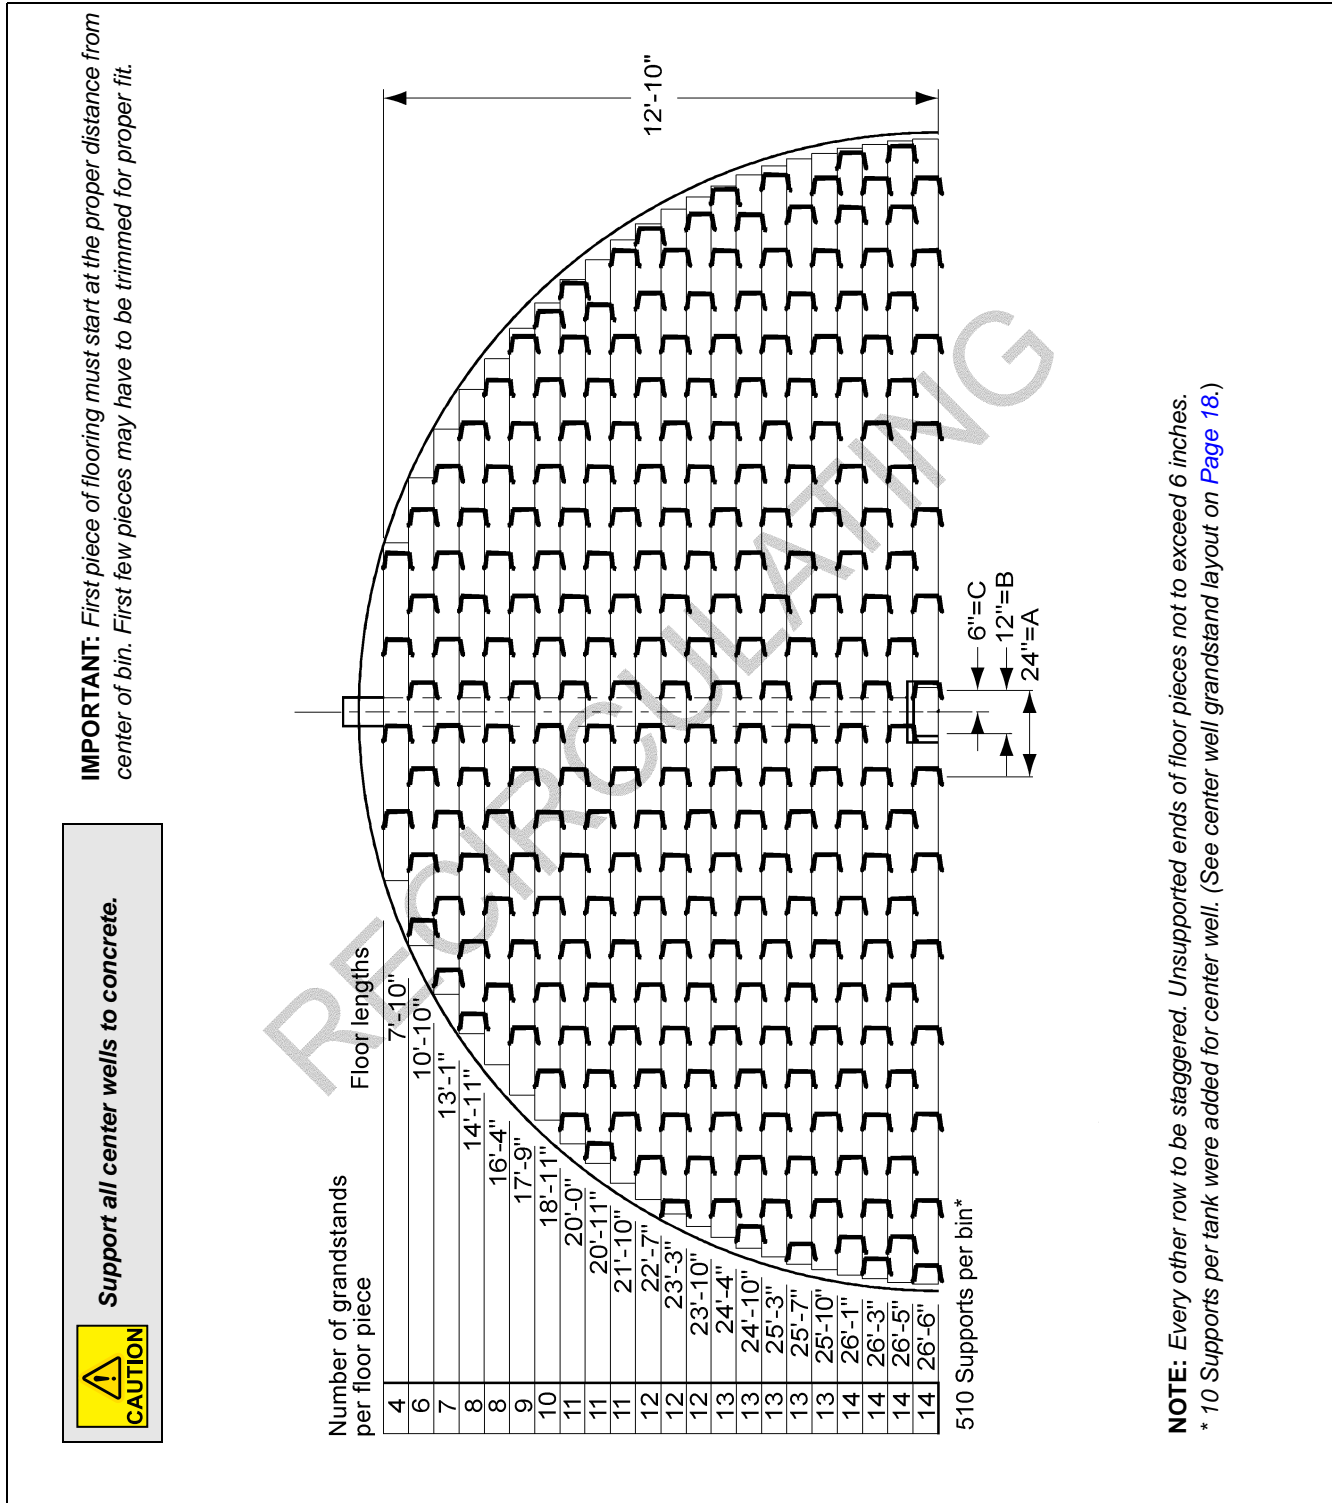 CAUTION
Support all center wells to concrete.
IMPORTANT: First piece of flooring must start at the proper distance from
center of bin. First few pieces may have to be trimmed for proper fit.
Number of grandstands
per floor piece
Floor lengths
4 7'-10"
6 10'-10"
7 13'-1"
8 14'-11"
8 16'-4"
9 17'-9"
10 18'-11"
11 20'-0"
11 20'-11"
11 21'-10"
12 22'-7"
12 23'-3"
12 23'-10"
13 24'-4"
13 24'-10"
13 25'-3"
13 25'-7"
13 25'-10"
14 26'-1"
14 26'-3"
14 26'-5"
14 26'-6"
510 Supports per bin*
12'-10"
6"=C
12"=B
24"=A
RECIRCULATING
NOTE: Every other row to be staggered. Unsupported ends of floor pieces not to exceed 6 inches.
* 10 Supports per tank were added for center well. (See center well grandstand layout on Page 18.)